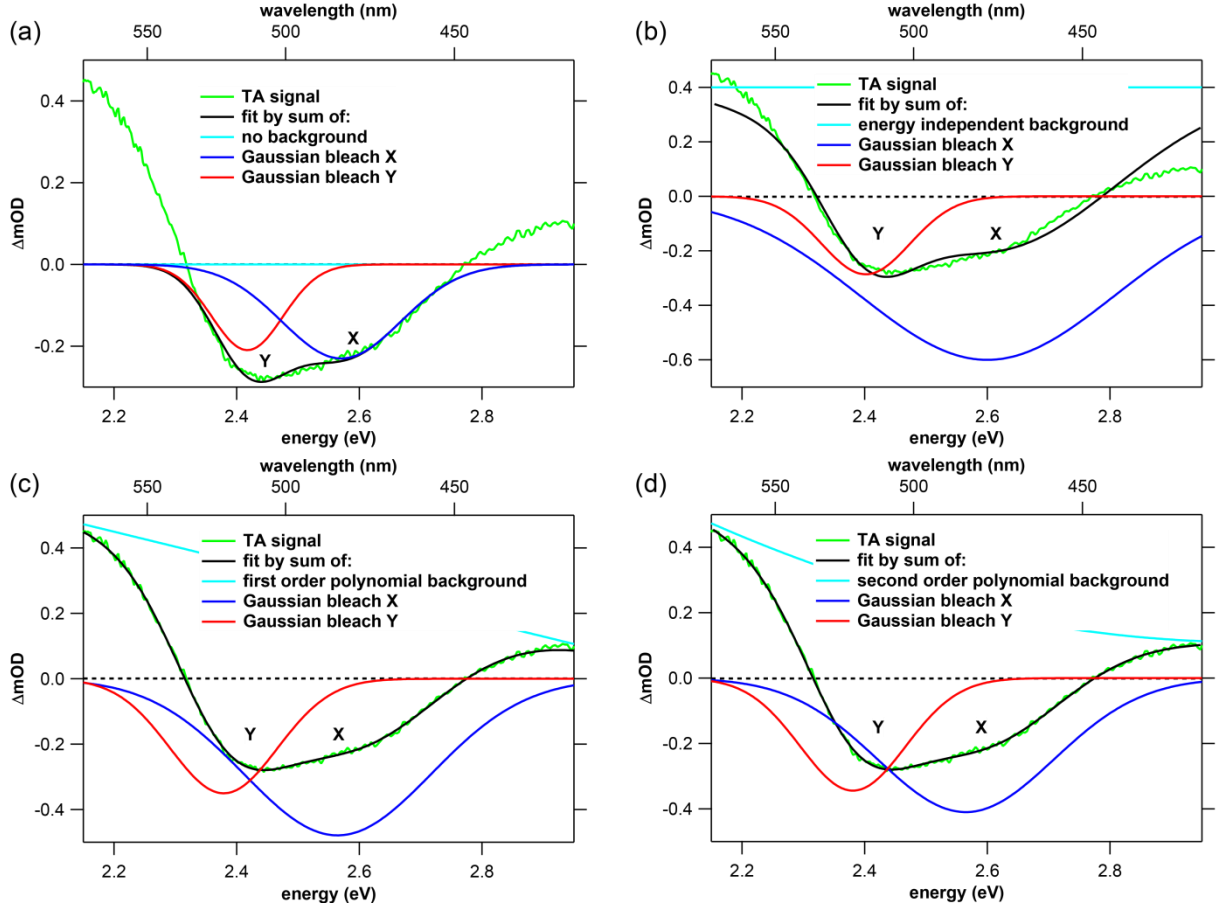 (a)
wavelength (nm)
550 500 450
TA signal
fit by sum of:
no background
Gaussian bleach X
Gaussian bleach Y
0.4
0.2
0.0
-0.2
ΔmOD
Y X
2.2 2.4 2.6 2.8
energy (eV)
(b)
wavelength (nm)
550 500 450
TA signal
fit by sum of:
energy independent background
Gaussian bleach X
Gaussian bleach Y
0.4
0.2
0.0
-0.2
-0.4
-0.6
ΔmOD
Y X
2.2 2.4 2.6 2.8
energy (eV)
(c)
wavelength (nm)
550 500 450
TA signal
fit by sum of:
first order polynomial background
Gaussian bleach X
Gaussian bleach Y
0.4
0.2
0.0
-0.2
-0.4
ΔmOD
Y X
2.2 2.4 2.6 2.8
energy (eV)
(d)
wavelength (nm)
550 500 450
TA signal
fit by sum of:
second order polynomial background
Gaussian bleach X
Gaussian bleach Y
0.4
0.2
0.0
-0.2
-0.4
ΔmOD
Y X
2.2 2.4 2.6 2.8
energy (eV)